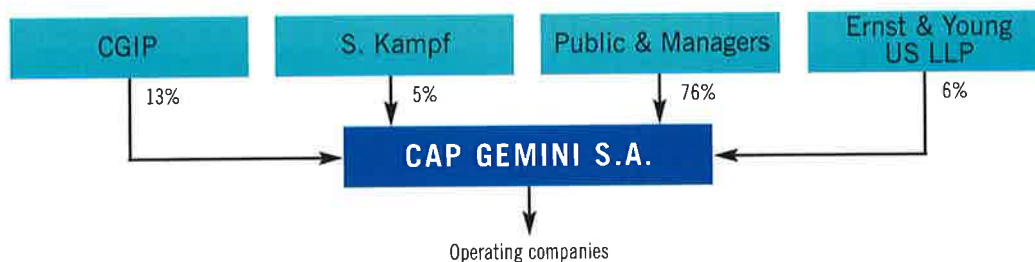 CGIP
S. Kampf
Public & Managers
Ernst & Young
US LLP
13%
5%
76%
6%
CAP GEMINI S.A.
Operating companies